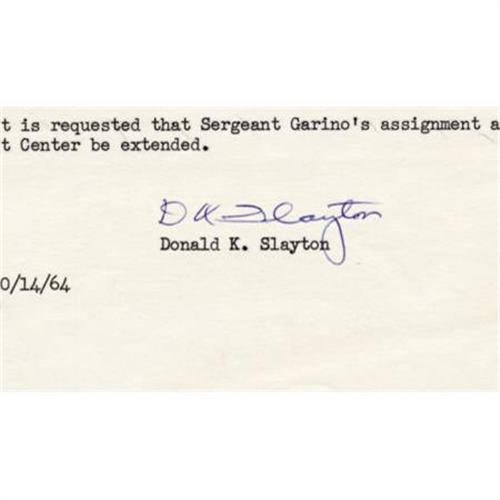 t is requested that Sergeant Garino's assignment a
t Center be extended.
D K Slayton
Donald K. Slayton
0/14/64